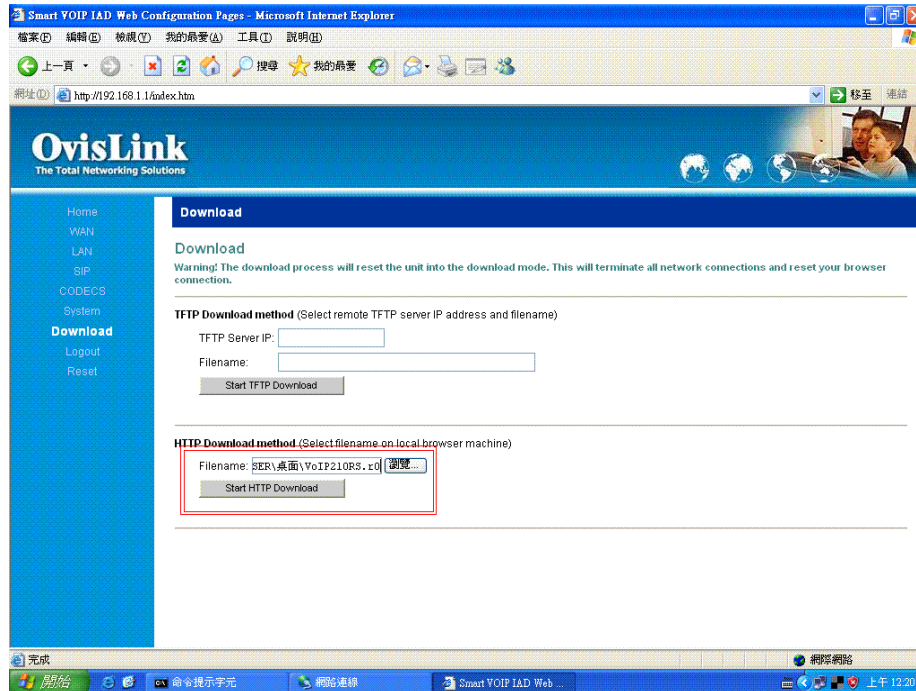 Smart VOIP IAD Web Configuration Pages - Microsoft Internet Explorer
檔案(F) 編輯(E) 檢視(V) 我的最愛(A) 工具(T) 說明(H)
上一頁 搜尋 我的最愛
網址(D) http://192.168.1.1/index.htm 移至 連結
OvisLink
The Total Networking Solutions
Home
WAN
LAN
SIP
CODECS
System
Download
Logout
Reset
Download
Download
Warning! The download process will reset the unit into the download mode. This will terminate all network connections and reset your browser
connection.
TFTP Download method (Select remote TFTP server IP address and filename)
TFTP Server IP:
Filename:
Start TFTP Download
HTTP Download method (Select filename on local browser machine)
Filename: SER\桌面\VoIP210RS.r0 瀏覽...
Start HTTP Download
完成 網際網路
開始 命令提示字元 網路連線 Smart VOIP IAD Web ... 上午 12:20